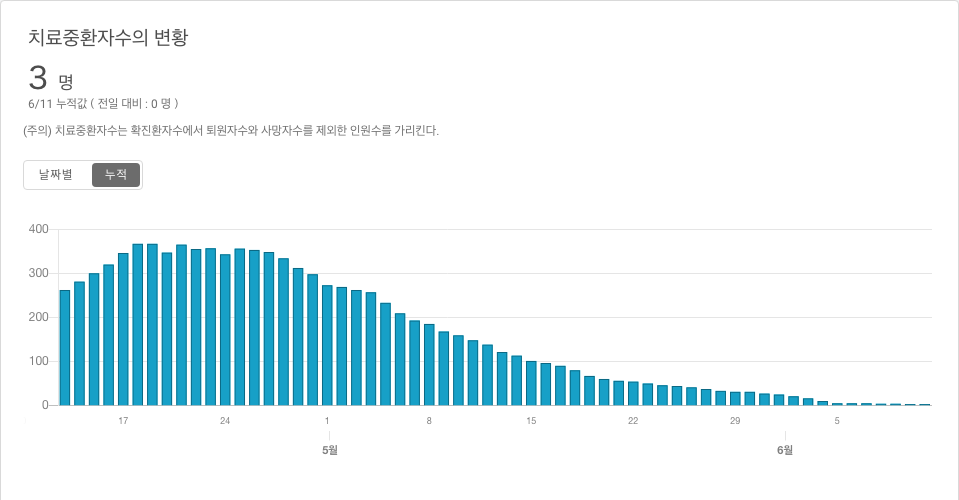 치료중환자수의 변황
3 명
6/11 누적값 ( 전일 대비 : 0 명 )
(주의) 치료중환자수는 확진환자수에서 퇴원자수와 사망자수를 제외한 인원수를 가리킨다.
날짜별 누적
400
300
200
100
0
17 24 1 8 15 22 29 5
5월 6월